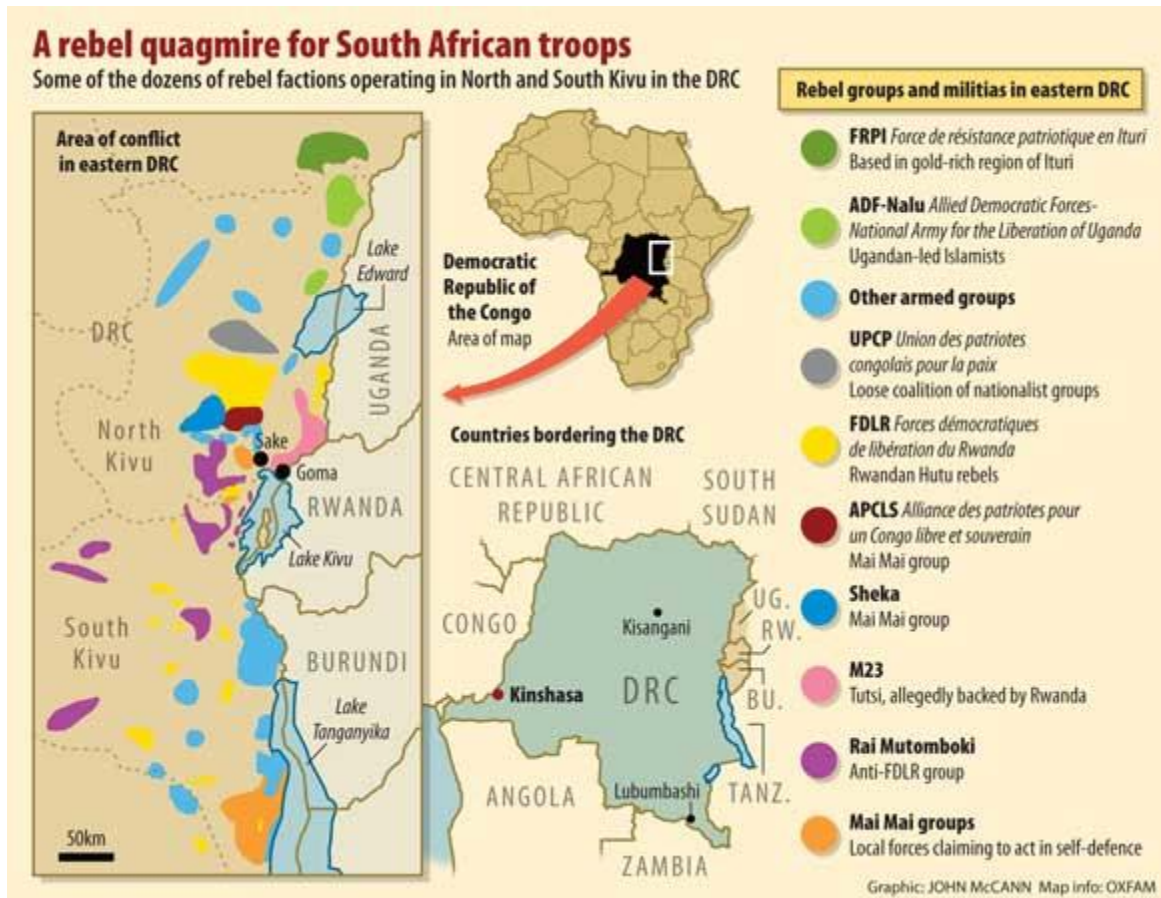 A rebel quagmire for South African troops
Some of the dozens of rebel factions operating in North and South Kivu in the DRC
Area of conflict
in eastern DRC
Lake
Edward
DRC
UGANDA
North
Kivu
Sake
Goma
RWANDA
Lake Kivu
South
Kivu
BURUNDI
Lake
Tanganyika
50km
Democratic
Republic of
the Congo
Area of map
Countries bordering the DRC
CENTRAL AFRICAN
REPUBLIC
SOUTH
SUDAN
CONGO
Kisangani
UG.
RW.
Kinshasa
DRC
BU.
ANGOLA
Lubumbashi
TANZ.
ZAMBIA
Rebel groups and militias in eastern DRC
FRPI Force de résistance patriotique en Ituri
Based in gold-rich region of Ituri
ADF-Nalu Allied Democratic Forces-
National Army for the Liberation of Uganda
Ugandan-led Islamists
Other armed groups
UPCP Union des patriotes
congolais pour la paix
Loose coalition of nationalist groups
FDLR Forces démocratiques
de libération du Rwanda
Rwandan Hutu rebels
APCLS Alliance des patriotes pour
un Congo libre et souverain
Mai Mai group
Sheka
Mai Mai group
M23
Tutsi, allegedly backed by Rwanda
Rai Mutomboki
Anti-FDLR group
Mai Mai groups
Local forces claiming to act in self-defence
Graphic: JOHN McCANN Map info: OXFAM